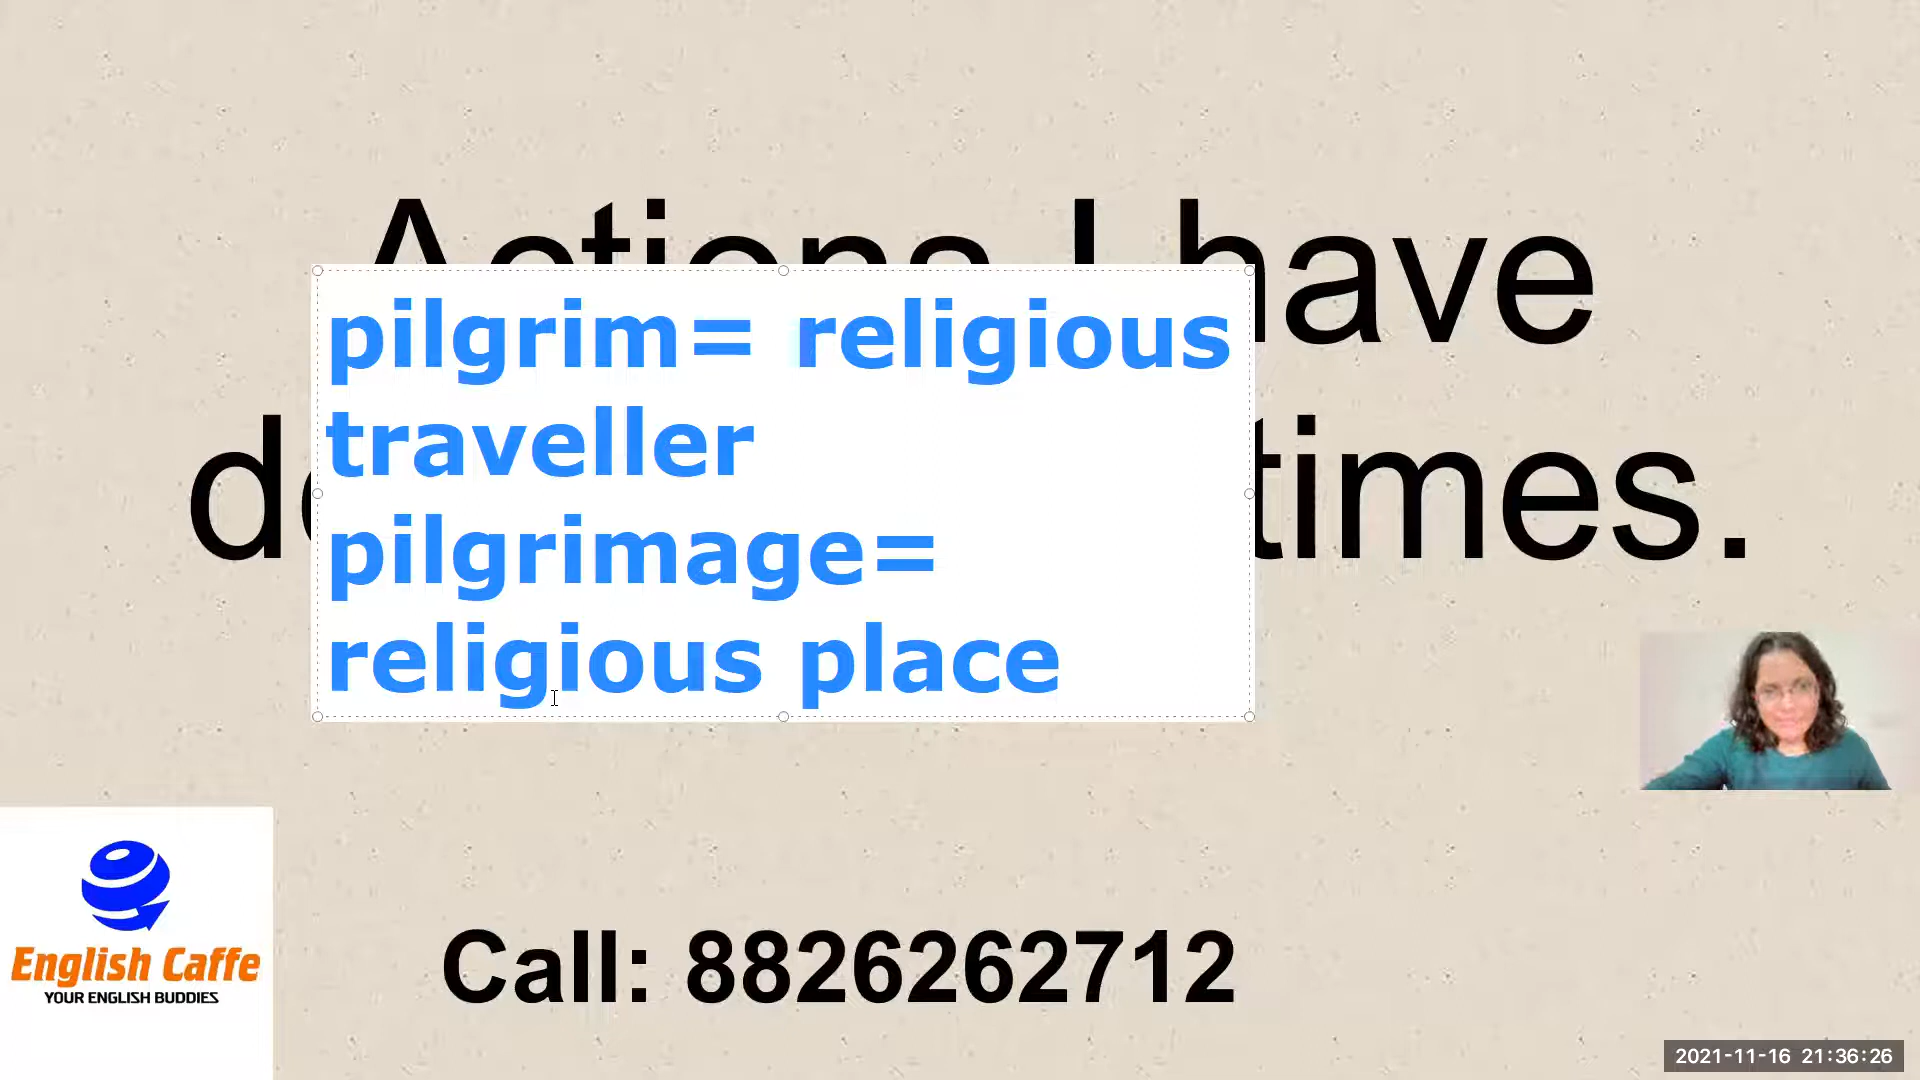 Actions I have
times.
pilgrim= religious
traveller
pilgrimage=
religious place
English Caffe
YOUR ENGLISH BUDDIES
Call: 8826262712
2021-11-16 21:36:26